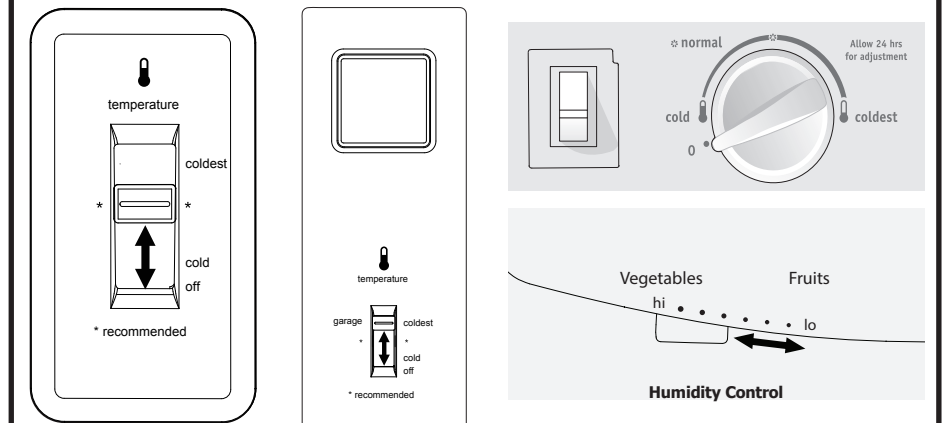 temperature
coldest
* *
cold
off
* recommended
temperature
garage coldest
* *
cold
off
* recommended
normal
Allow 24 hrs
for adjustment
cold
coldest
0
Vegetables Fruits
hi
lo
Humidity Control